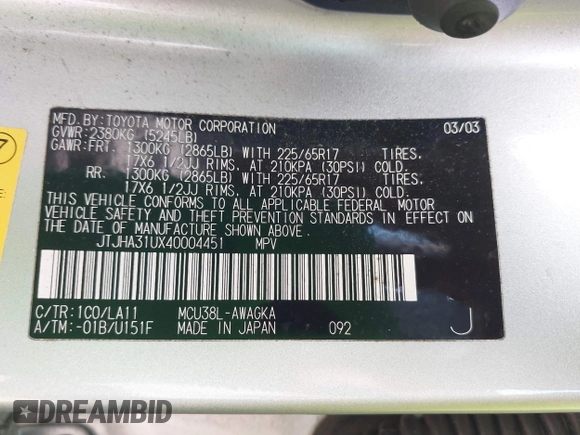 MFD.BY:TOYOTA MOTOR CORPORATION 03/03
GVWR:2380KG (5245LB)
GAWR:FRT. 1300KG (2865LB) WITH 225/65R17 TIRES,
17X6 1/2JJ RIMS, AT 210KPA (30PSI) COLD.
RR. 1300KG (2865LB) WITH 225/65R17 TIRES,
17X6 1/2JJ RIMS, AT 210KPA (30PSI) COLD.
THIS VEHICLE CONFORMS TO ALL APPLICABLE FEDERAL MOTOR
VEHICLE SAFETY AND THEFT PREVENTION STANDARDS IN EFFECT ON
THE DATE OF MANUFACTURE SHOWN ABOVE.
JTJHA31UX40004451 MPV
C/TR:1C0/LA11 MCU38L-AWAGKA
A/TM:-01B/U151F MADE IN JAPAN 092 J
7
DREAMBID